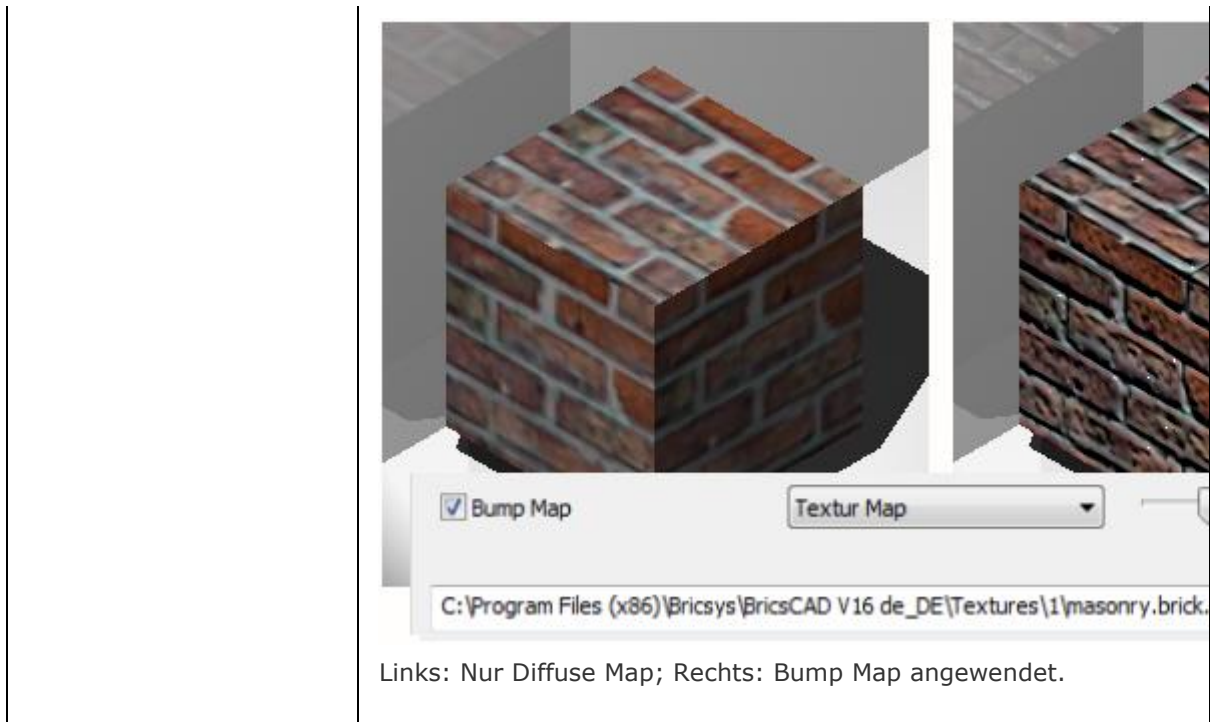 Bump Map
Textur Map
C:\Program Files (x86)\Bricsys\BricsCAD V16 de_DE\Textures\1\masonry.brick.
Links: Nur Diffuse Map; Rechts: Bump Map angewendet.